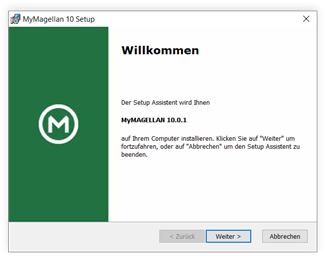 MyMagellan 10 Setup
Willkommen
M
Der Setup Assistent wird Ihnen
MyMAGELLAN 10.0.1
auf Ihrem Computer installieren. Klicken Sie auf "Weiter" um
fortzufahren, oder auf "Abbrechen" um den Setup Assistent zu
beenden.
< Zurück
Weiter >
Abbrechen